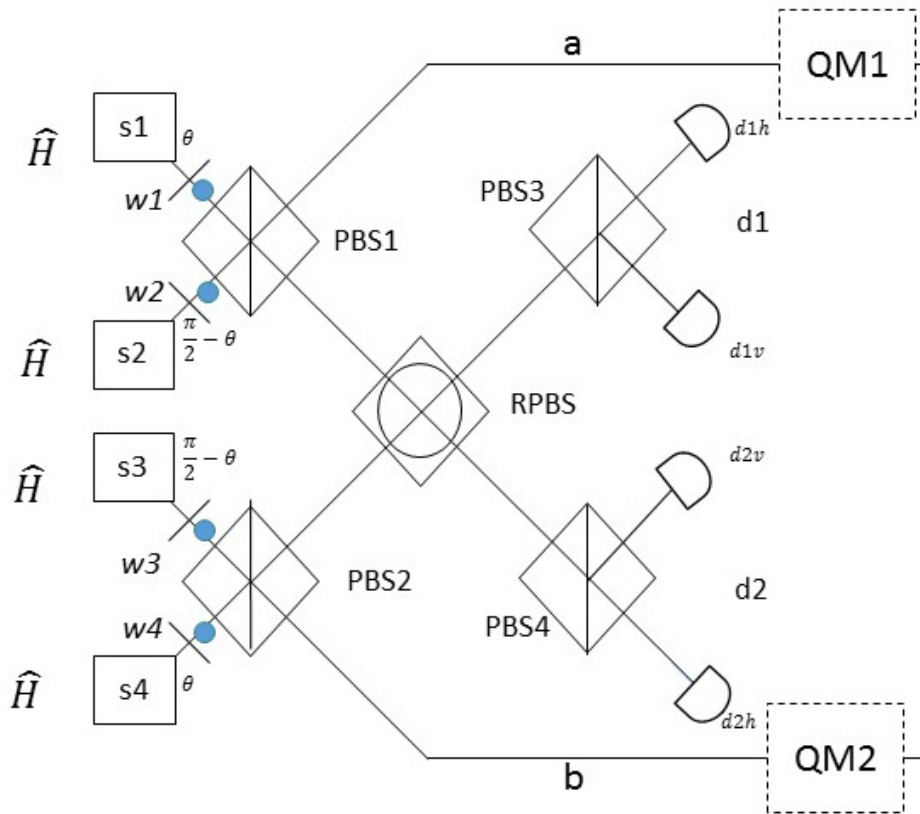 a
QM1
s1
θ
Ĥ
w1
PBS1
PBS3
d1h
d1
w2
s2
π/2 − θ
Ĥ
d1v
RPBS
s3
π/2 − θ
Ĥ
d2v
w3
PBS2
w4
PBS4
d2
s4
θ
Ĥ
d2h
QM2
b